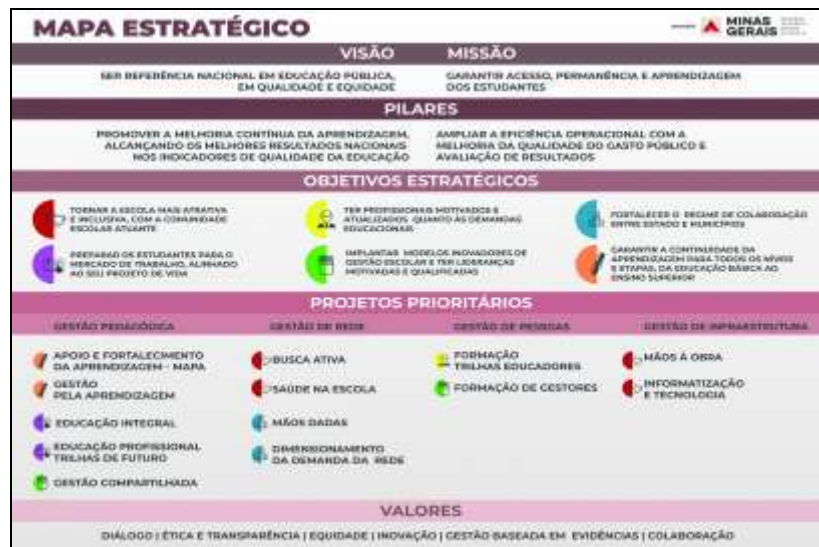 MAPA ESTRATÉGICO
MINAS
GERAIS
VISÃO
MISSÃO
SER REFERÊNCIA NACIONAL EM EDUCAÇÃO PÚBLICA,
EM QUALIDADE E EQUIDADE
GARANTIR ACESSO, PERMANÊNCIA E APRENDIZAGEM
DOS ESTUDANTES
PILARES
PROMOVER A MELHORIA CONTÍNUA DA APRENDIZAGEM,
ALCANÇANDO OS MELHORES RESULTADOS NACIONAIS
NOS INDICADORES DE QUALIDADE DA EDUCAÇÃO
AMPLIAR A EFICIÊNCIA OPERACIONAL COM A
MELHORIA DA QUALIDADE DO GASTO PÚBLICO E
AVALIAÇÃO DE RESULTADOS
OBJETIVOS ESTRATÉGICOS
TORNAR A ESCOLA MAIS ATRATIVA
E INCLUSIVA, COM A COMUNIDADE
ESCOLAR ATUANTE
TER PROFISSIONAIS MOTIVADOS E
ATUALIZADOS QUANTO ÀS DEMANDAS
EDUCACIONAIS
FORTALECER O REGIME DE COLABORAÇÃO
ENTRE ESTADO E MUNICÍPIOS
PREPARAR OS ESTUDANTES PARA O
MERCADO DE TRABALHO, ALINHADO
AO SEU PROJETO DE VIDA
IMPLANTAR MODELOS INOVADORES DE
GESTÃO ESCOLAR E TER LIDERANÇAS
MOTIVADAS E QUALIFICADAS
GARANTIR A CONTINUIDADE DA
APRENDIZAGEM PARA TODOS OS NÍVEIS
E ETAPAS, DA EDUCAÇÃO BÁSICA AO
ENSINO SUPERIOR
PROJETOS PRIORITÁRIOS
GESTÃO PEDAGÓGICA
GESTÃO DE REDE
GESTÃO DE PESSOAS
GESTÃO DE INFRAESTRUTURA
APOIO E FORTALECIMENTO
DA APRENDIZAGEM - MAPA
GESTÃO
PELA APRENDIZAGEM
EDUCAÇÃO INTEGRAL
EDUCAÇÃO PROFISSIONAL
TRILHAS DE FUTURO
GESTÃO COMPARTILHADA
BUSCA ATIVA
SAÚDE NA ESCOLA
MÃOS DADAS
DIMENSIONAMENTO
DA DEMANDA DA REDE
FORMAÇÃO
TRILHAS EDUCADORES
FORMAÇÃO DE GESTORES
MÃOS À OBRA
INFORMATIZAÇÃO
E TECNOLOGIA
VALORES
DIÁLOGO | ÉTICA E TRANSPARÊNCIA | EQUIDADE | INOVAÇÃO | GESTÃO BASEADA EM EVIDÊNCIAS | COLABORAÇÃO